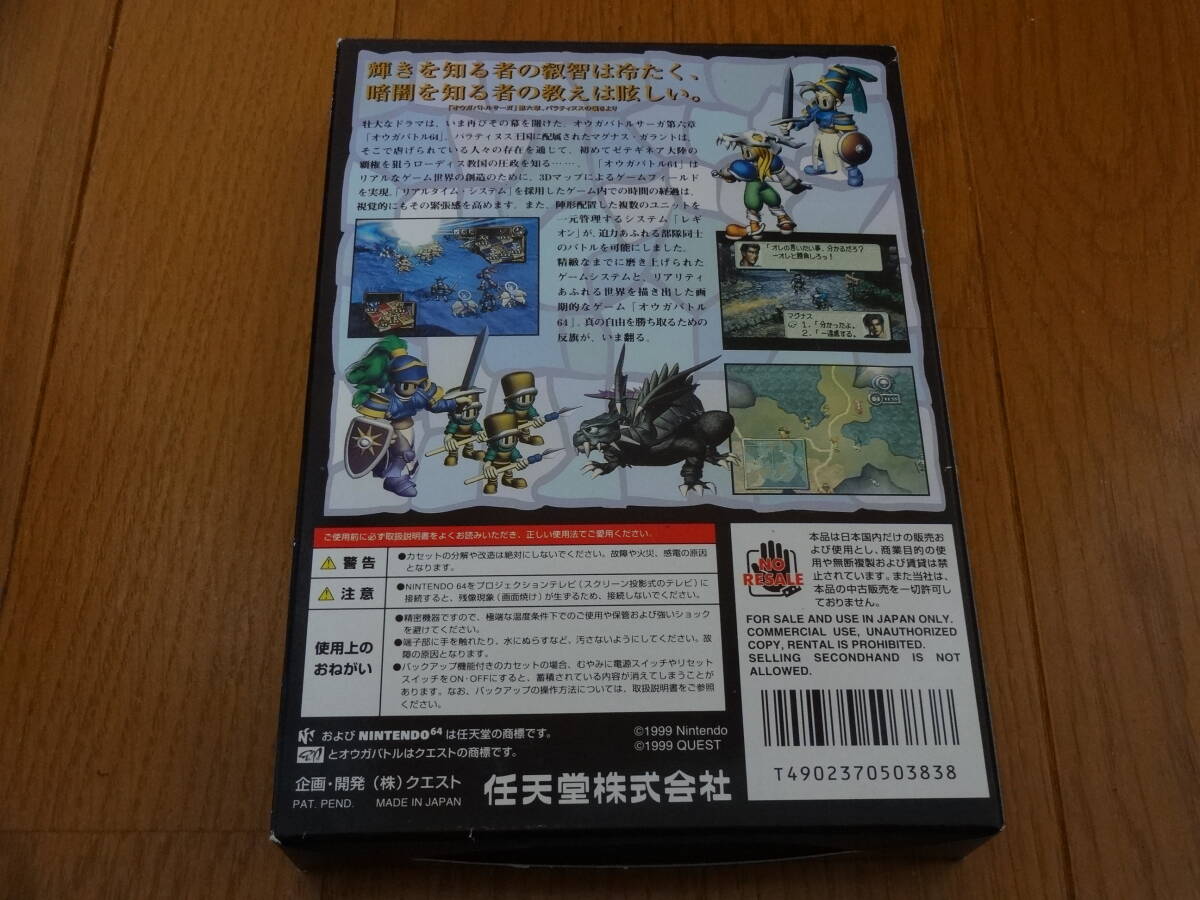 輝きを知る者の叡智は冷たく、
暗闇を知る者の教えは眩しい。
「オウガバトルサーガ」第六章、パラティヌスの章より
壮大なドラマは、いま再びその幕を開けた。オウガバトルサーガ第六章
「オウガバトル64」。パラティヌス王国に配属されたマグナス・ガラントは、
そこで虐げられている人々の存在を通じて、初めてゼテギネア大陸の
覇権を狙うローディス教国の圧政を知る……。「オウガバトル64」は
リアルなゲーム世界の創造のために、3Dマップによるゲームフィールド
を実現。「リアルタイム・システム」を採用したゲーム内での時間の経過は、
視覚的にもその緊張感を高めます。また、陣形配置した複数のユニットを
一元管理するシステム「レギ
オン」が、迫力あふれる部隊同士
のバトルを可能にしました。
精緻なまでに磨き上げられた
ゲームシステムと、リアリティ
あふれる世界を描き出した画
期的なゲーム「オウガバトル
64」。真の自由を勝ち取るための
反旗が、いま翻る。
「オレの言いたい事、分かるだろ?
－オレと勝負しろっ!
マグナス
1.「分かったよ。
2.「－遠慮する。
ご使用前に必ず取扱説明書をよくお読みいただき、正しい使用法でご愛用ください。
警告
●カセットの分解や改造は絶対にしないでください。故障や火災、感電の原因
となります。
注意
●NINTENDO 64をプロジェクションテレビ（スクリーン投影式のテレビ）に
接続すると、残像現象（画面焼け）が生ずるため、接続しないでください。
使用上の
おねがい
●精密機器ですので、極端な温度条件下でのご使用や保管および強いショック
を避けてください。
●端子部に手を触れたり、水にぬらすなど、汚さないようにしてください。故
障の原因となります。
●バックアップ機能付きのカセットの場合、むやみに電源スイッチやリセット
スイッチをON・OFFにすると、蓄積されている内容が消えてしまうことが
あります。なお、バックアップの操作方法については、取扱説明書をご参照
ください。
および NINTENDO64 は任天堂の商標です。
とオウガバトルはクエストの商標です。
©1999 Nintendo
©1999 QUEST
企画・開発（株）クエスト
PAT. PEND. MADE IN JAPAN
任天堂株式会社
NO
RESALE
本品は日本国内だけの販売お
よび使用とし、商業目的の使
用や無断複製および賃貸は禁
止されています。また当社は、
本品の中古販売を一切許可し
ておりません。
FOR SALE AND USE IN JAPAN ONLY.
COMMERCIAL USE, UNAUTHORIZED
COPY, RENTAL IS PROHIBITED.
SELLING SECONDHAND IS NOT
ALLOWED.
T4902370503838